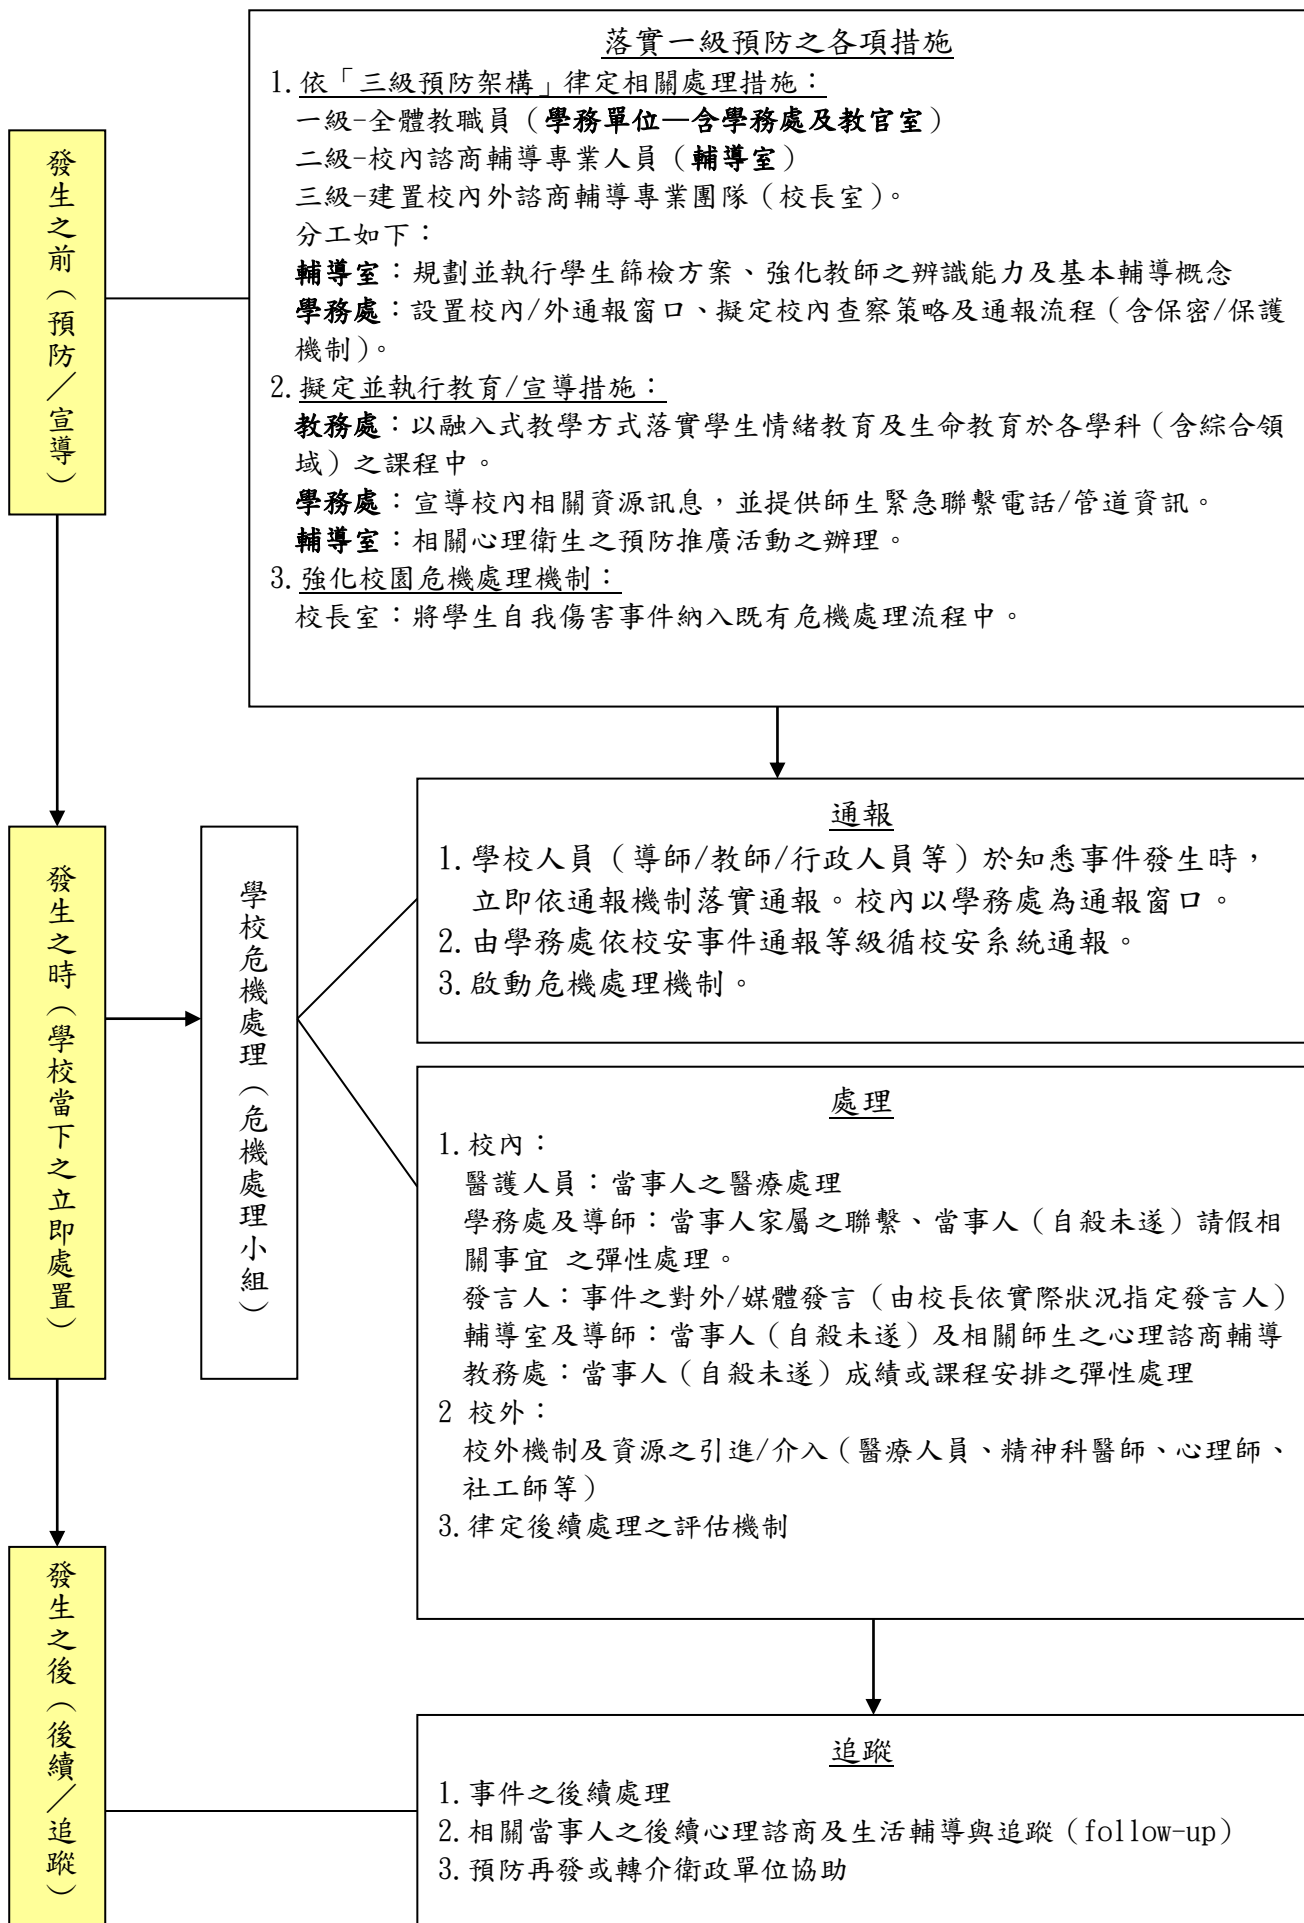 落實一級預防之各項措施
1.依「三級預防架構」律定相關處理措施：
一級-全體教職員（學務單位—含學務處及教官室）
二級-校內諮商輔導專業人員（輔導室）
三級-建置校內外諮商輔導專業團隊（校長室）。
分工如下：
輔導室：規劃並執行學生篩檢方案、強化教師之辨識能力及基本輔導概念
學務處：設置校內/外通報窗口、擬定校內查察策略及通報流程（含保密/保護
機制）。
2.擬定並執行教育/宣導措施：
教務處：以融入式教學方式落實學生情緒教育及生命教育於各學科（含綜合領
域）之課程中。
學務處：宣導校內相關資源訊息，並提供師生緊急聯繫電話/管道資訊。
輔導室：相關心理衛生之預防推廣活動之辦理。
3.強化校園危機處理機制：
校長室：將學生自我傷害事件納入既有危機處理流程中。
發生之前（預防／宣導）
發生之時（學校當下之立即處置）
學校危機處理（危機處理小組）
通報
1.學校人員（導師/教師/行政人員等）於知悉事件發生時，
立即依通報機制落實通報。校內以學務處為通報窗口。
2.由學務處依校安事件通報等級循校安系統通報。
3.啟動危機處理機制。
處理
1.校內：
醫護人員：當事人之醫療處理
學務處及導師：當事人家屬之聯繫、當事人（自殺未遂）請假相
關事宜 之彈性處理。
發言人：事件之對外/媒體發言（由校長依實際狀況指定發言人）
輔導室及導師：當事人（自殺未遂）及相關師生之心理諮商輔導
教務處：當事人（自殺未遂）成績或課程安排之彈性處理
2 校外：
校外機制及資源之引進/介入（醫療人員、精神科醫師、心理師、
社工師等）
3.律定後續處理之評估機制
發生之後（後續／追蹤）
追蹤
1.事件之後續處理
2.相關當事人之後續心理諮商及生活輔導與追蹤（follow-up）
3.預防再發或轉介衛政單位協助